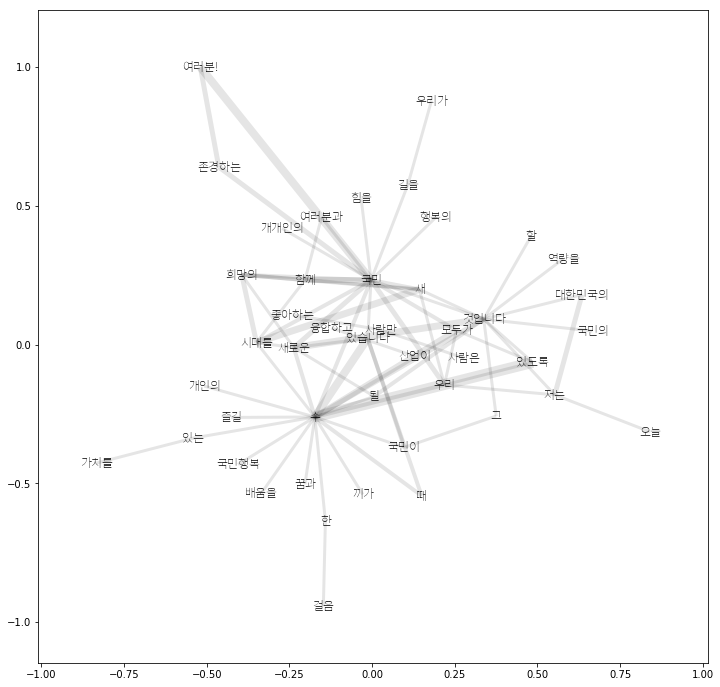 여러분!
우리가
존경하는
길을
힘을
여러분과
행복의
개개인의
할
역량을
희망의
함께
국민
새
대한민국의
좋아하는
것입니다
융합하고
사람만
모두가
국민의
시대를
새로운
있습니다
산업이
사람은
있도록
개인의
우리
될
저는
즐길
수
그
오늘
있는
국민이
가치를
국민행복
배움을
꿈과
끼가
때
한
걸음
1.0
0.5
0.0
−0.5
−1.0
−1.00
−0.75
−0.50
−0.25
0.00
0.25
0.50
0.75
1.00